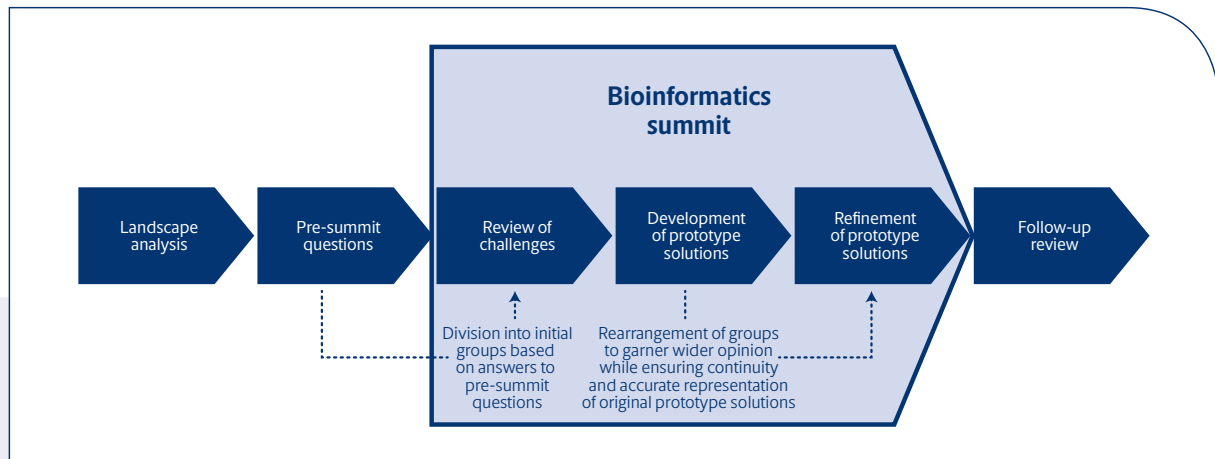 Bioinformatics
summit
Landscape
analysis
Pre-summit
questions
Review of
challenges
Development
of prototype
solutions
Refinement
of prototype
solutions
Follow-up
review
Division into initial
groups based
on answers to
pre-summit
questions
Rearrangement of groups
to garner wider opinion
while ensuring continuity
and accurate representation
of original prototype solutions